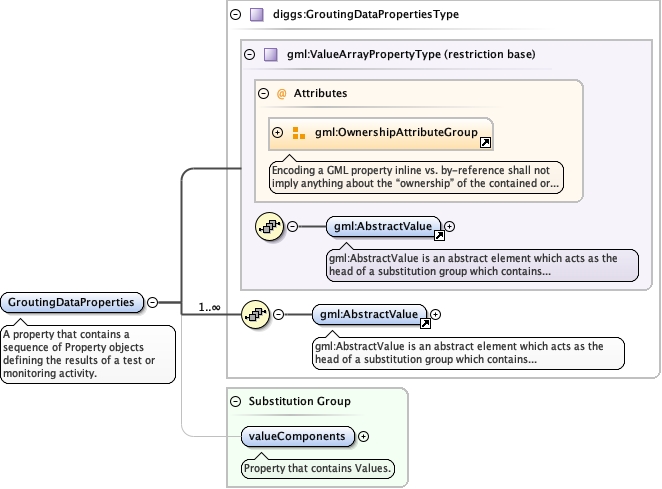 diggs:GroutingDataPropertiesType
gml:ValueArrayPropertyType (restriction base)
@ Attributes
gml:OwnershipAttributeGroup
Encoding a GML property inline vs. by-reference shall not
imply anything about the “ownership” of the contained or...
gml:AbstractValue
gml:AbstractValue is an abstract element which acts as the
head of a substitution group which contains...
GroutingDataProperties
A property that contains a
sequence of Property objects
defining the results of a test or
monitoring activity.
1..∞
gml:AbstractValue
gml:AbstractValue is an abstract element which acts as the
head of a substitution group which contains...
Substitution Group
valueComponents
Property that contains Values.